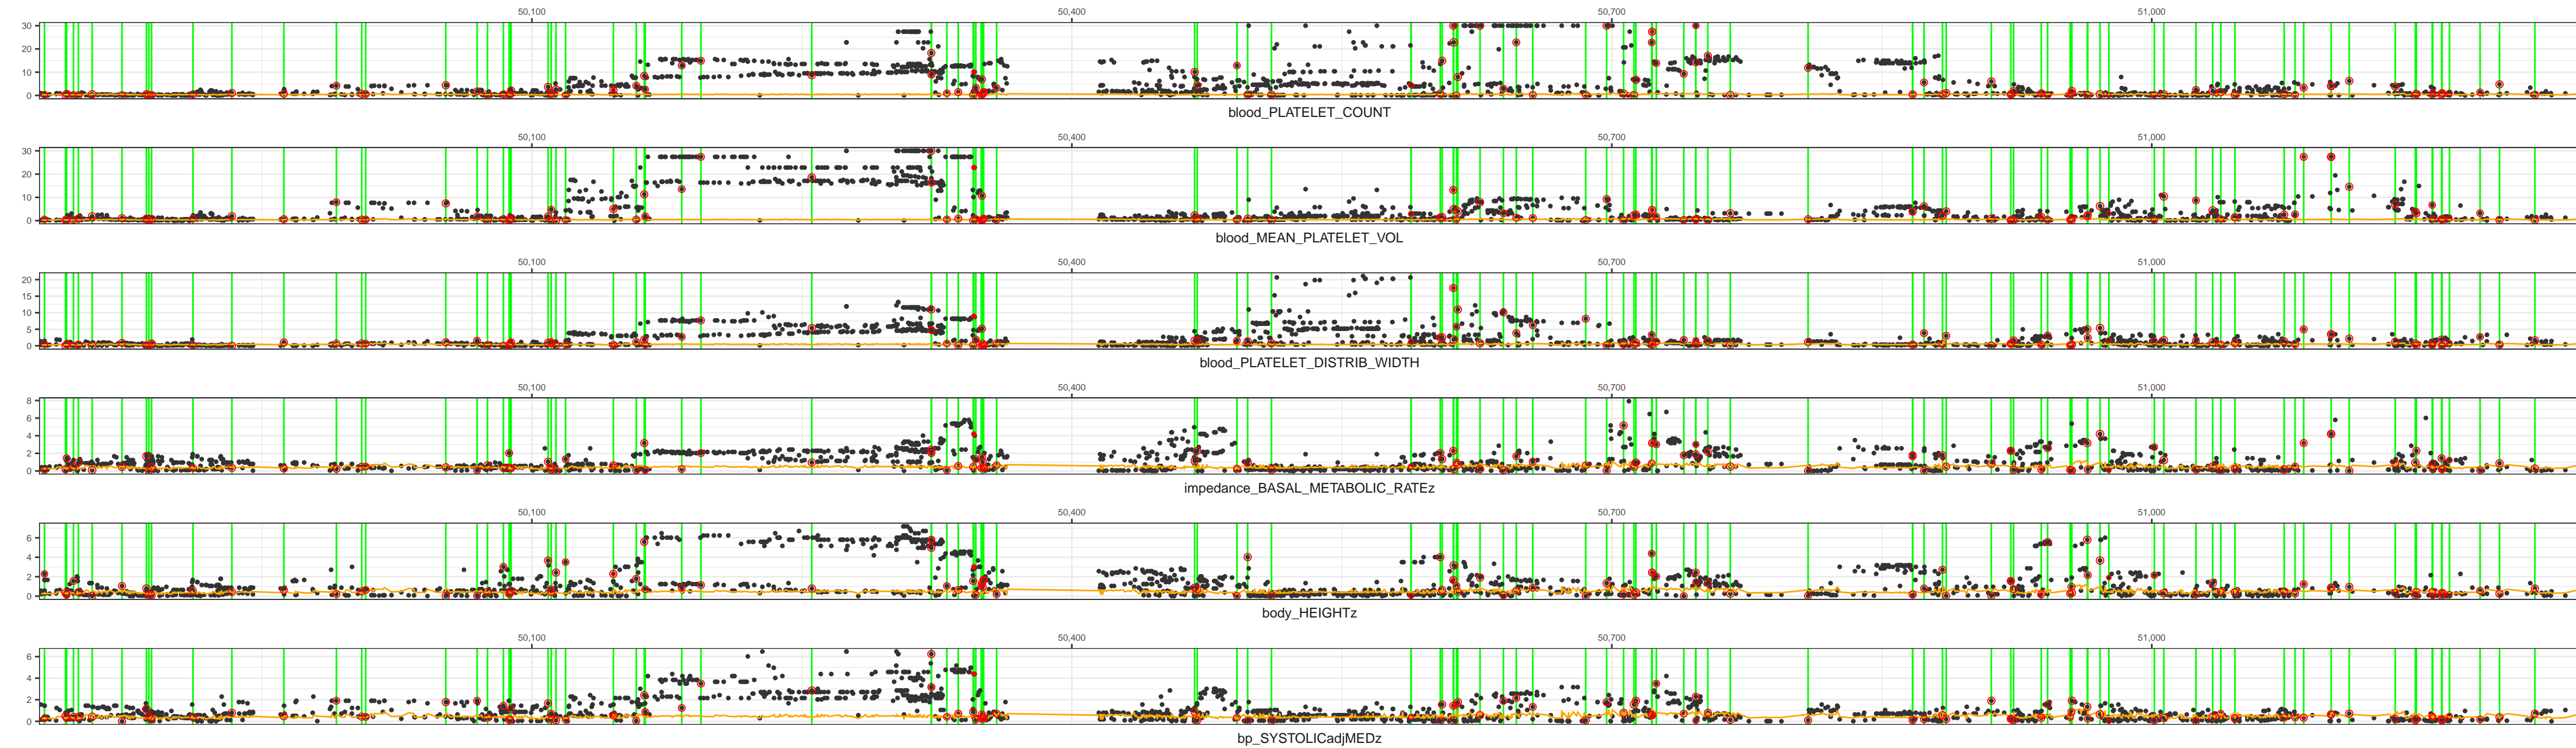 50,100 50,400 50,700 51,000
30
20
10
0
blood_PLATELET_COUNT
50,100 50,400 50,700 51,000
30
20
10
0
blood_MEAN_PLATELET_VOL
50,100 50,400 50,700 51,000
20
15
10
5
0
blood_PLATELET_DISTRIB_WIDTH
50,100 50,400 50,700 51,000
8
6
4
2
0
impedance_BASAL_METABOLIC_RATEz
50,100 50,400 50,700 51,000
6
4
2
0
body_HEIGHTz
50,100 50,400 50,700 51,000
6
4
2
0
bp_SYSTOLICadjMEDz